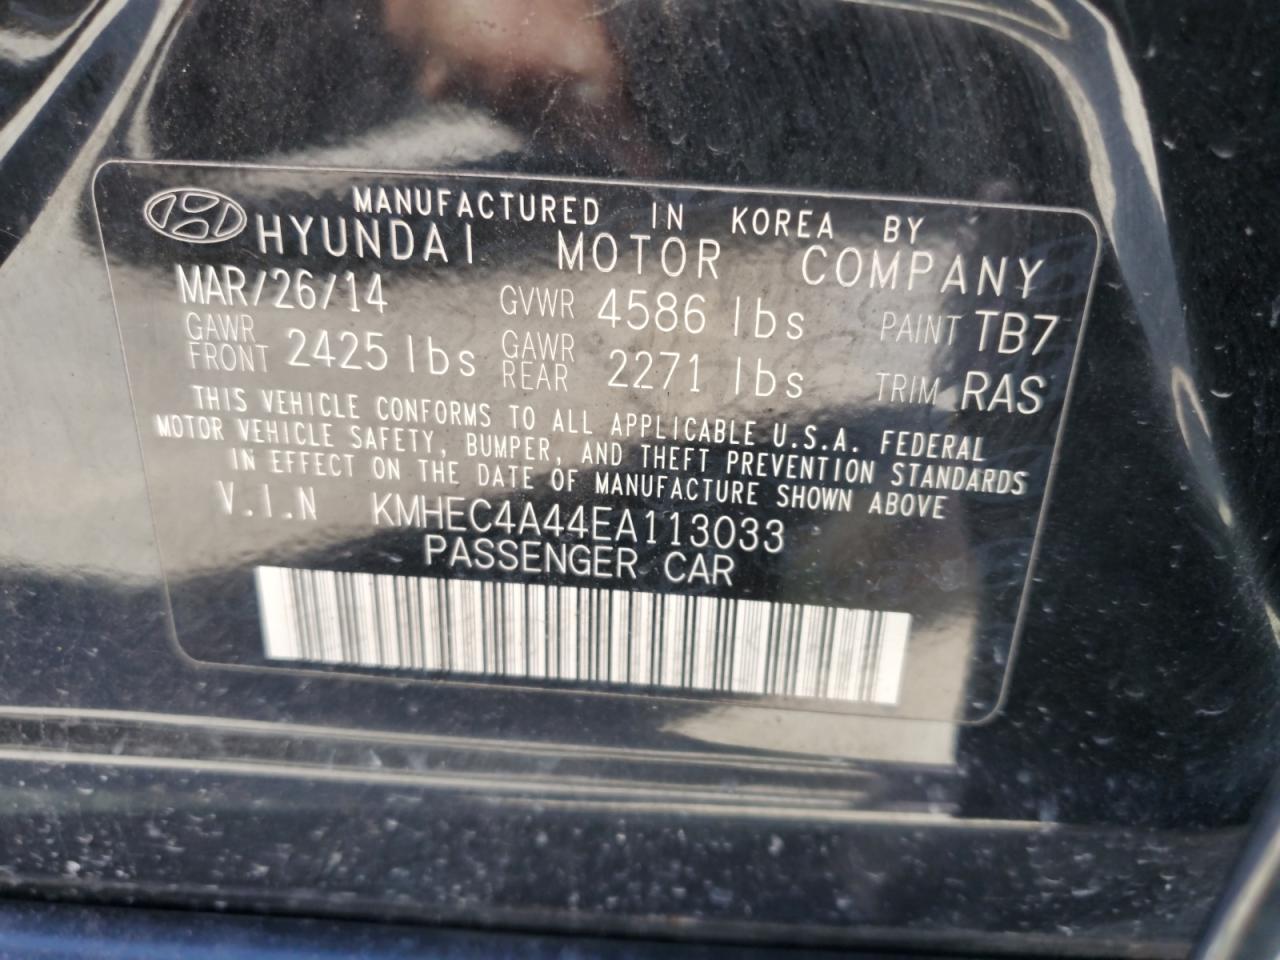 MANUFACTURED IN KOREA BY
HYUNDAI MOTOR COMPANY
MAR/26/14 GVWR 4586 lbs PAINT TB7
GAWR FRONT 2425 lbs GAWR REAR 2271 lbs TRIM RAS
THIS VEHICLE CONFORMS TO ALL APPLICABLE U.S.A. FEDERAL
MOTOR VEHICLE SAFETY, BUMPER, AND THEFT PREVENTION STANDARDS
IN EFFECT ON THE DATE OF MANUFACTURE SHOWN ABOVE
V.I.N KMHEC4A44EA113033
PASSENGER CAR